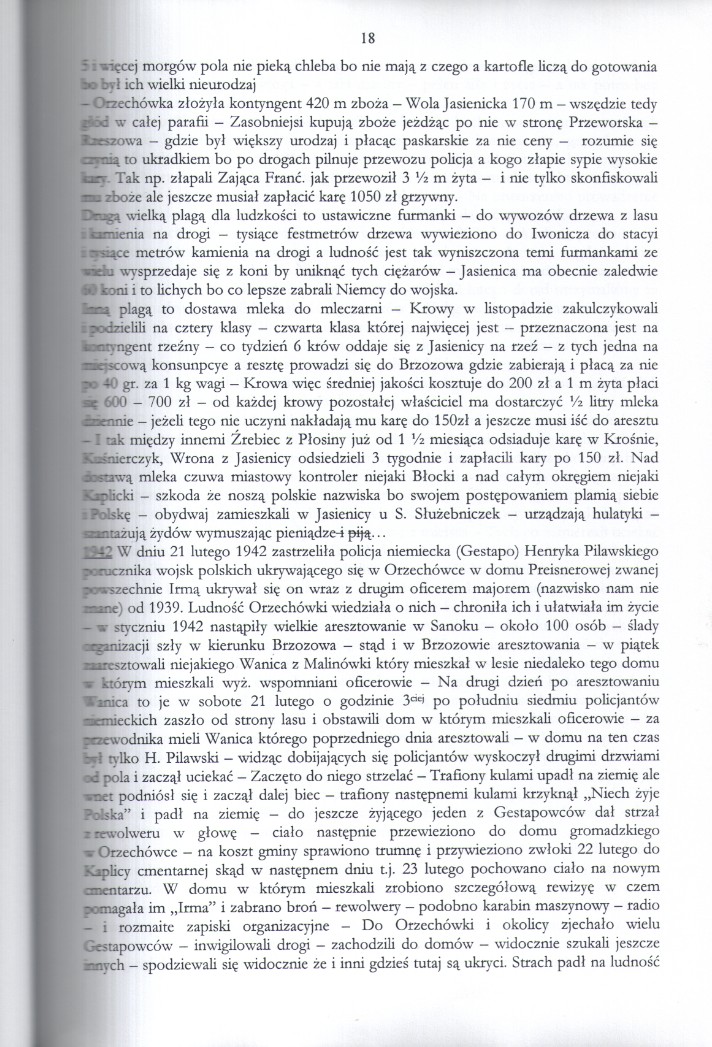 18
5 i więcej morgów pola nie pieką chleba bo nie mają z czego a kartofle liczą do gotowania
bo był ich wielki nieurodzaj
– Orzechówka złożyła kontyngent 420 m zboża – Wola Jasienicka 170 m – wszędzie tedy
głód w całej parafii – Zasobniejsi kupują zboże jeżdżąc po nie w stronę Przeworska –
Rzeszowa – gdzie był większy urodzaj i płacąc paskarskie za nie ceny – rozumie się
czynią to ukradkiem bo po drogach pilnuje przewozu policja a kogo złapie sypie wysokie
kary. Tak np. złapali Zająca Franć. jak przewoził 3 ½ m żyta – i nie tylko skonfiskowali
mu zboże ale jeszcze musiał zapłacić karę 1050 zł grzywny.
Drugą wielką plagą dla ludzkości to ustawiczne furmanki – do wywozów drzewa z lasu
i kamienia na drogi – tysiące festmetrów drzewa wywieziono do Iwonicza do stacyi
i tysiące metrów kamienia na drogi a ludność jest tak wyniszczona temi furmankami ze
wielu wysprzedaje się z koni by uniknąć tych ciężarów – Jasienica ma obecnie zaledwie
60 koni i to lichych bo co lepsze zabrali Niemcy do wojska.
Inną plagą to dostawa mleka do mleczarni – Krowy w listopadzie zakulczykowali
i podzielili na cztery klasy – czwarta klasa której najwięcej jest – przeznaczona jest na
kontyngent rzeźny – co tydzień 6 krów oddaje się z Jasienicy na rzeź – z tych jedna na
miejscową konsunpcye a resztę prowadzi się do Brzozowa gdzie zabierają i płacą za nie
po 40 gr. za 1 kg wagi – Krowa więc średniej jakości kosztuje do 200 zł a 1 m żyta płaci
się 600 – 700 zł – od każdej krowy pozostałej właściciel ma dostarczyć ½ litry mleka
dziennie – jeżeli tego nie uczyni nakładają mu karę do 150zł a jeszcze musi iść do aresztu
– I tak między innemi Źrebiec z Płosiny już od 1 ½ miesiąca odsiaduje karę w Krośnie,
Kuśnierczyk, Wrona z Jasienicy odsiedzieli 3 tygodnie i zapłacili kary po 150 zł. Nad
dostawą mleka czuwa miastowy kontroler niejaki Błocki a nad całym okręgiem niejaki
Kaplicki – szkoda że noszą polskie nazwiska bo swojem postępowaniem plamią siebie
i Polskę – obydwaj zamieszkali w Jasienicy u S. Służebniczek – urządzają hulatyki –
szantażują żydów wymuszając pieniądze i piją…
1942 W dniu 21 lutego 1942 zastrzeliła policja niemiecka (Gestapo) Henryka Pilawskiego
porucznika wojsk polskich ukrywającego się w Orzechówce w domu Preisnerowej zwanej
powszechnie Irmą ukrywał się on wraz z drugim oficerem majorem (nazwisko nam nie
znane) od 1939. Ludność Orzechówki wiedziała o nich – chroniła ich i ułatwiała im życie
– w styczniu 1942 nastąpiły wielkie aresztowanie w Sanoku – około 100 osób – ślady
organizacji szły w kierunku Brzozowa – stąd i w Brzozowie aresztowania – w piątek
zaaresztowali niejakiego Wanica z Malinówki który mieszkał w lesie niedaleko tego domu
w którym mieszkali wyż. wspomniani oficerowie – Na drugi dzień po aresztowaniu
Wanica to je w sobote 21 lutego o godzinie 3ciej po południu siedmiu policjantów
niemieckich zaszło od strony lasu i obstawili dom w którym mieszkali oficerowie – za
przewodnika mieli Wanica którego poprzedniego dnia aresztowali – w domu na ten czas
był tylko H. Pilawski – widząc dobijających się policjantów wyskoczył drugimi drzwiami
od pola i zaczął uciekać – Zaczęto do niego strzelać – Trafiony kulami upadł na ziemię ale
wnet podniósł się i zaczął dalej biec – trafiony następnemi kulami krzyknął „Niech żyje
Polska” i padł na ziemię – do jeszcze żyjącego jeden z Gestapowców dał strzał
z rewolweru w głowę – ciało następnie przewieziono do domu gromadzkiego
w Orzechówce – na koszt gminy sprawiono trumnę i przywieziono zwłoki 22 lutego do
Kaplicy cmentarnej skąd w następnem dniu t.j. 23 lutego pochowano ciało na nowym
cmentarzu. W domu w którym mieszkali zrobiono szczegółową rewizyę w czem
pomagała im „Irma” i zabrano broń – rewolwery – podobno karabin maszynowy – radio
– i rozmaite zapiski organizacyjne – Do Orzechówki i okolicy zjechało wielu
Gestapowców – inwigilowali drogi – zachodzili do domów – widocznie szukali jeszcze
innych – spodziewali się widocznie że i inni gdzieś tutaj są ukryci. Strach padł na ludność